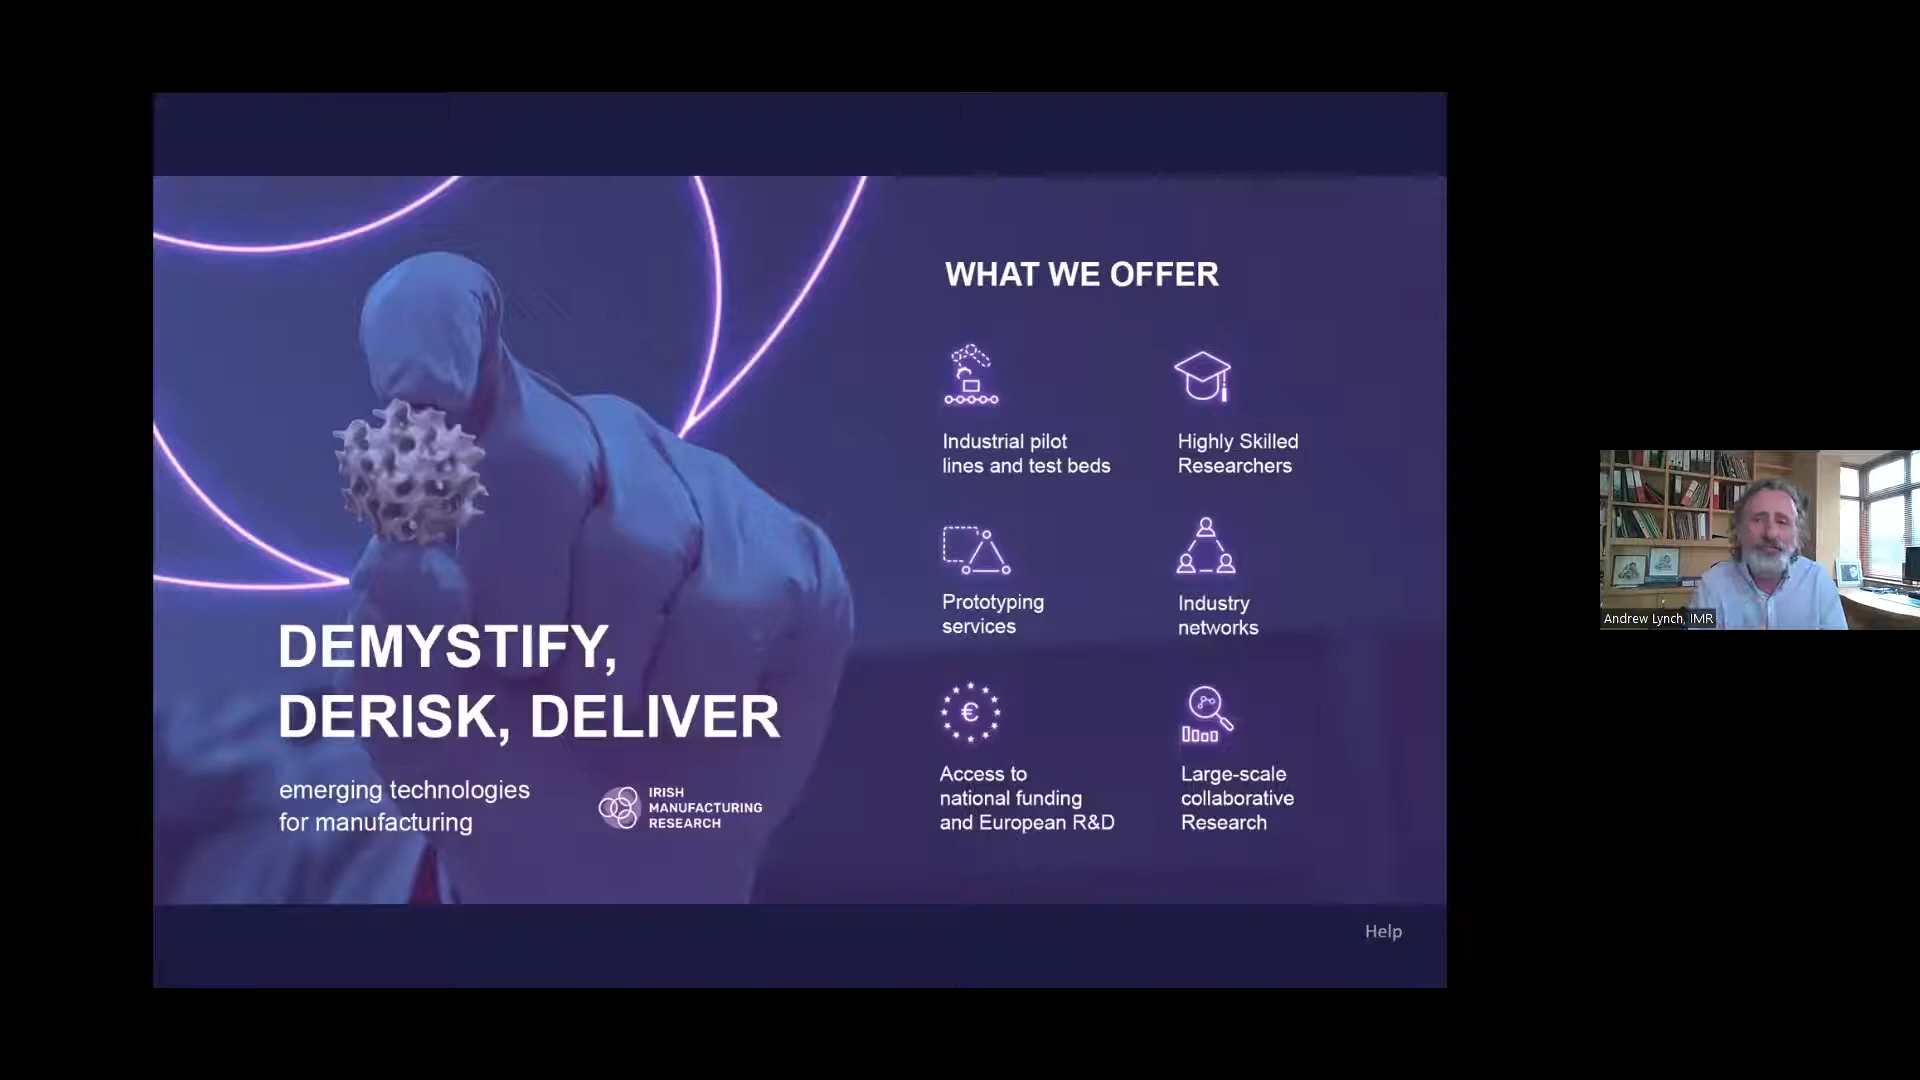 WHAT WE OFFER
Industrial pilot
lines and test beds
Highly Skilled
Researchers
Prototyping
services
Industry
networks
Access to
national funding
and European R&D
Large-scale
collaborative
Research
DEMYSTIFY,
DERISK, DELIVER
emerging technologies
for manufacturing
IRISH
MANUFACTURING
RESEARCH
€
Help
Andrew Lynch, IMR